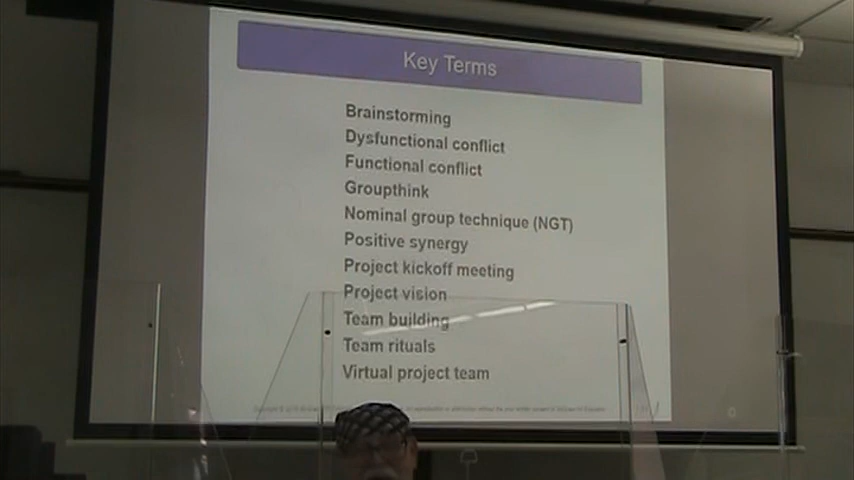 Key Terms
Brainstorming
Dysfunctional conflict
Functional conflict
Groupthink
Nominal group technique (NGT)
Positive synergy
Project kickoff meeting
Project vision
Team building
Team rituals
Virtual project team